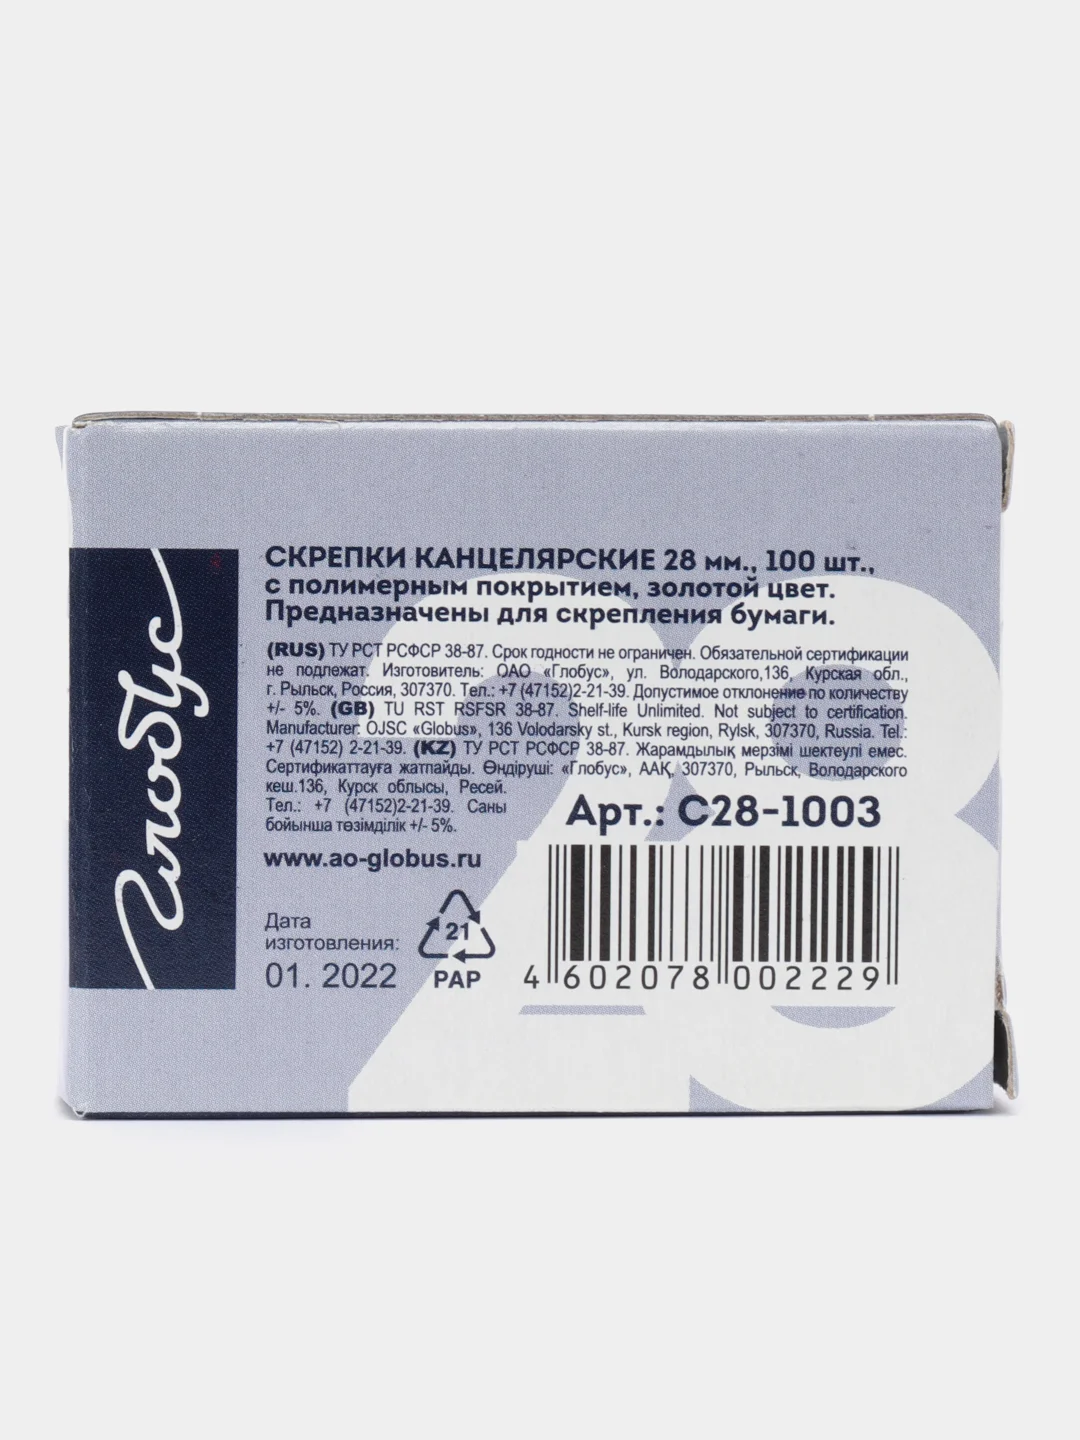 Глобус
СКРЕПКИ КАНЦЕЛЯРСКИЕ 28 мм., 100 шт.,
с полимерным покрытием, золотой цвет.
Предназначены для скрепления бумаги.
(RUS) ТУ РСТ РСФСР 38-87. Срок годности не ограничен. Обязательной сертификации
не подлежат. Изготовитель: ОАО «Глобус», ул. Володарского,136, Курская обл.,
г. Рыльск, Россия, 307370. Тел.: +7 (47152)2-21-39. Допустимое отклонение по количеству
+/- 5%. (GB) TU RST RSFSR 38-87. Shelf-life Unlimited. Not subject to certification.
Manufacturer: OJSC «Globus», 136 Volodarsky st., Kursk region, Rylsk, 307370, Russia. Tel.:
+7 (47152) 2-21-39. (KZ) ТУ РСТ РСФСР 38-87. Жарамдылық мерзімі шектеулі емес.
Сертификаттауға жатпайды. Өндіруші: «Глобус», ААҚ, 307370, Рыльск, Володарского
кеш.136, Курск облысы, Ресей.
Тел.: +7 (47152)2-21-39. Саны
бойынша төзімділік +/- 5%.
Арт.: С28-1003
www.ao-globus.ru
Дата
изготовления:
01. 2022
21
PAP
4 602078 002229
28